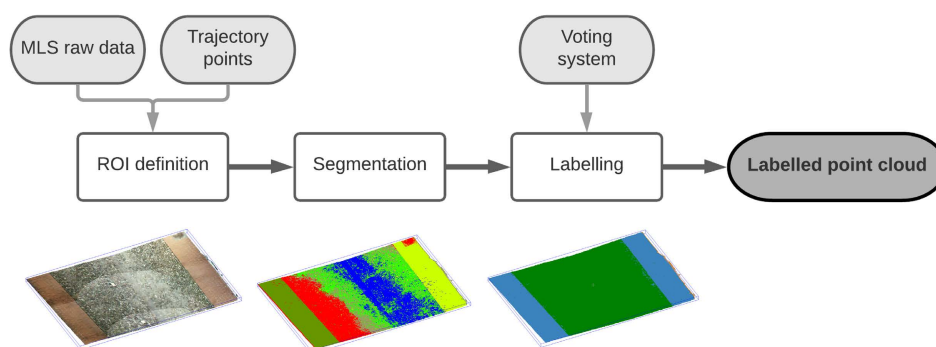 MLS raw data
Trajectory
points
Voting
system
ROI definition
Segmentation
Labelling
Labelled point cloud